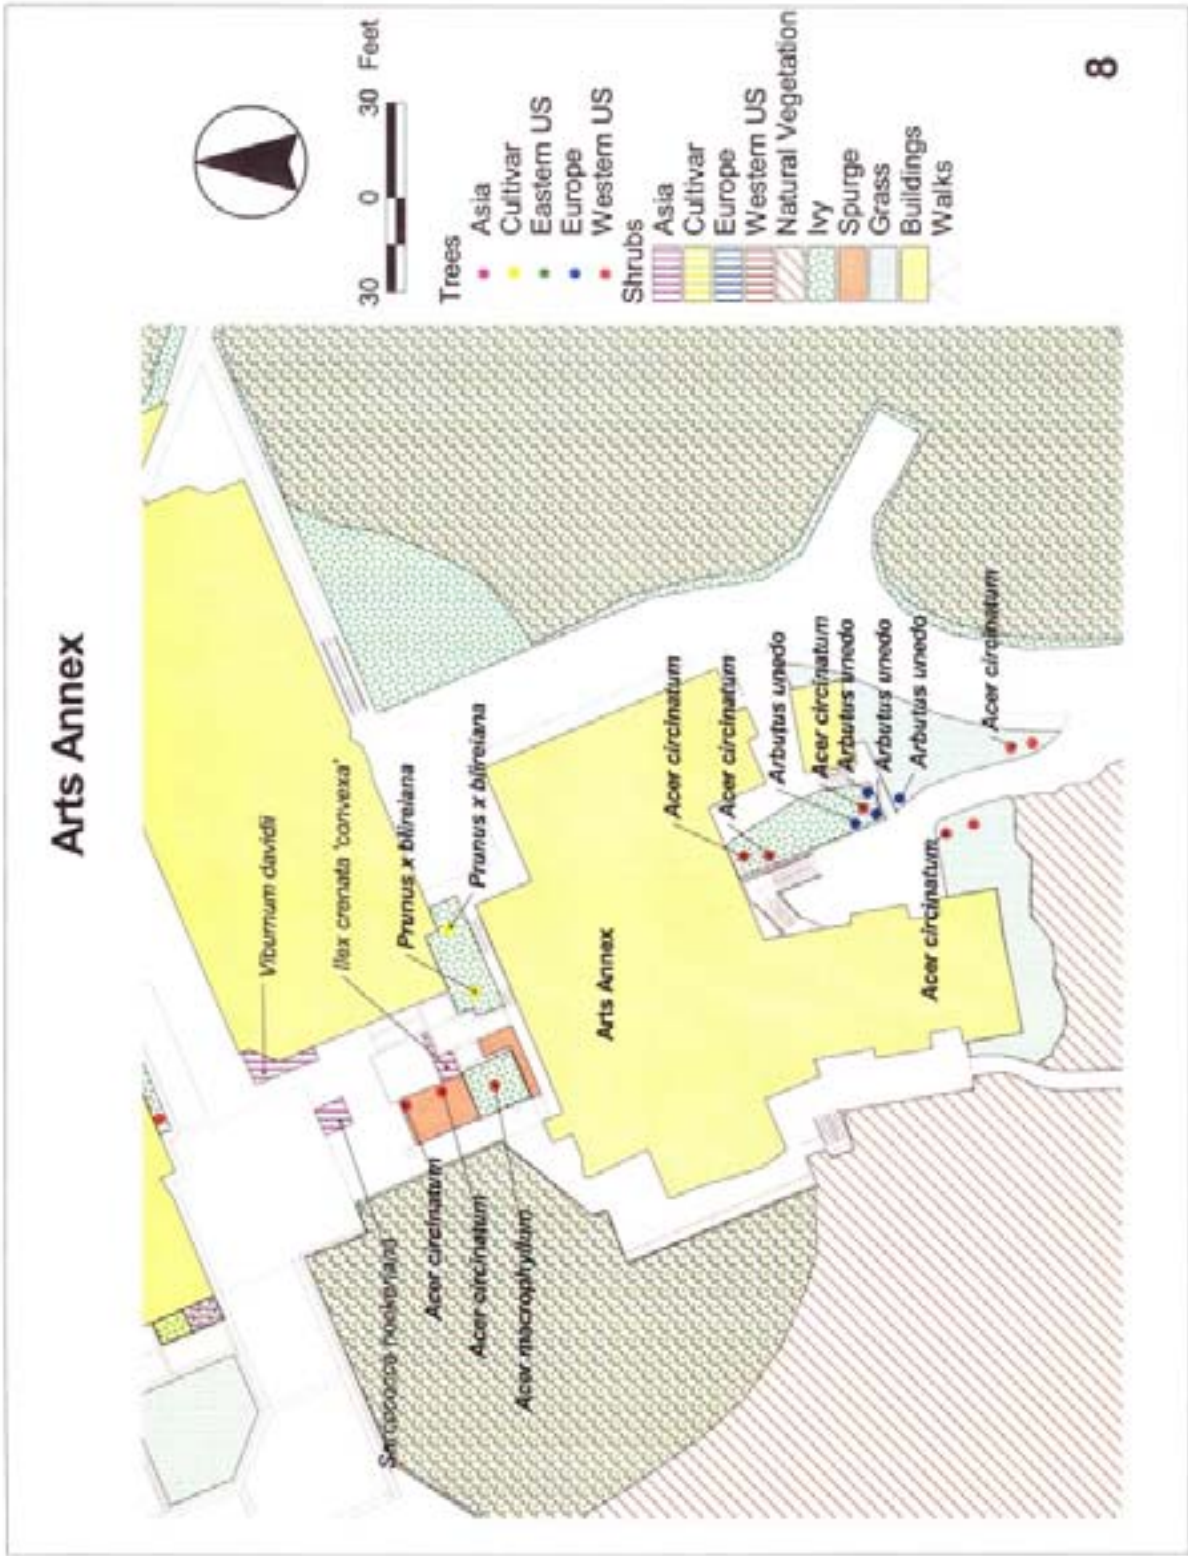 Arts Annex
Viburnum davidii
Ilex crenata 'convexa'
Prunus x blireiana
Prunus x blireiana
Sarcococca hookeriana
Acer circinatum
Acer circinatum
Acer macrophyllum
Arts Annex
Acer circinatum
Acer circinatum
Arbutus unedo
Acer circinatum
Arbutus unedo
Arbutus unedo
Arbutus unedo
Acer circinatum
Acer circinatum
30 0 30 Feet
Trees
Asia
Cultivar
Eastern US
Europe
Western US
Shrubs
Asia
Cultivar
Europe
Western US
Natural Vegetation
Ivy
Spurge
Grass
Buildings
Walks
8